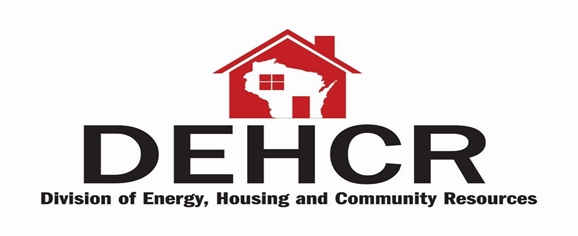 DEHCR
Division of Energy, Housing and Community Resources